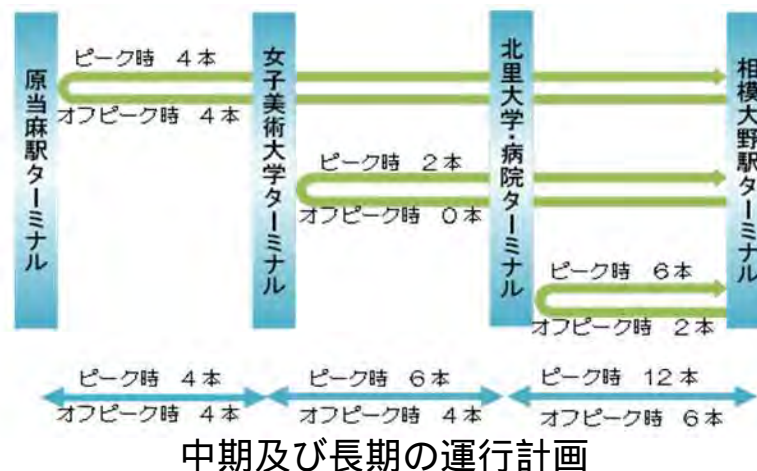 原当麻駅ターミナル
女子美術大学ターミナル
北里大学・病院ターミナル
相模大野駅ターミナル
ピーク時 4本
オフピーク時 4本
ピーク時 2本
オフピーク時 0本
ピーク時 6本
オフピーク時 2本
ピーク時 4本
オフピーク時 4本
ピーク時 6本
オフピーク時 4本
ピーク時 12本
オフピーク時 6本
中期及び長期の運行計画